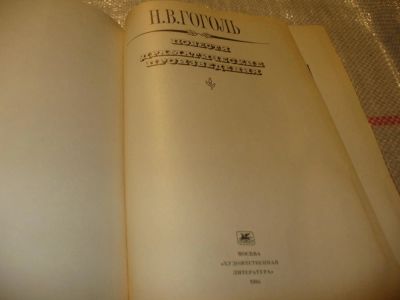 Н.В.ГОГОЛЬ
ПОВЕСТИ
ДРАМАТИЧЕСКИЕ
ПРОИЗВЕДЕНИЯ
МОСКВА
«ХУДОЖЕСТВЕННАЯ
ЛИТЕРАТУРА»